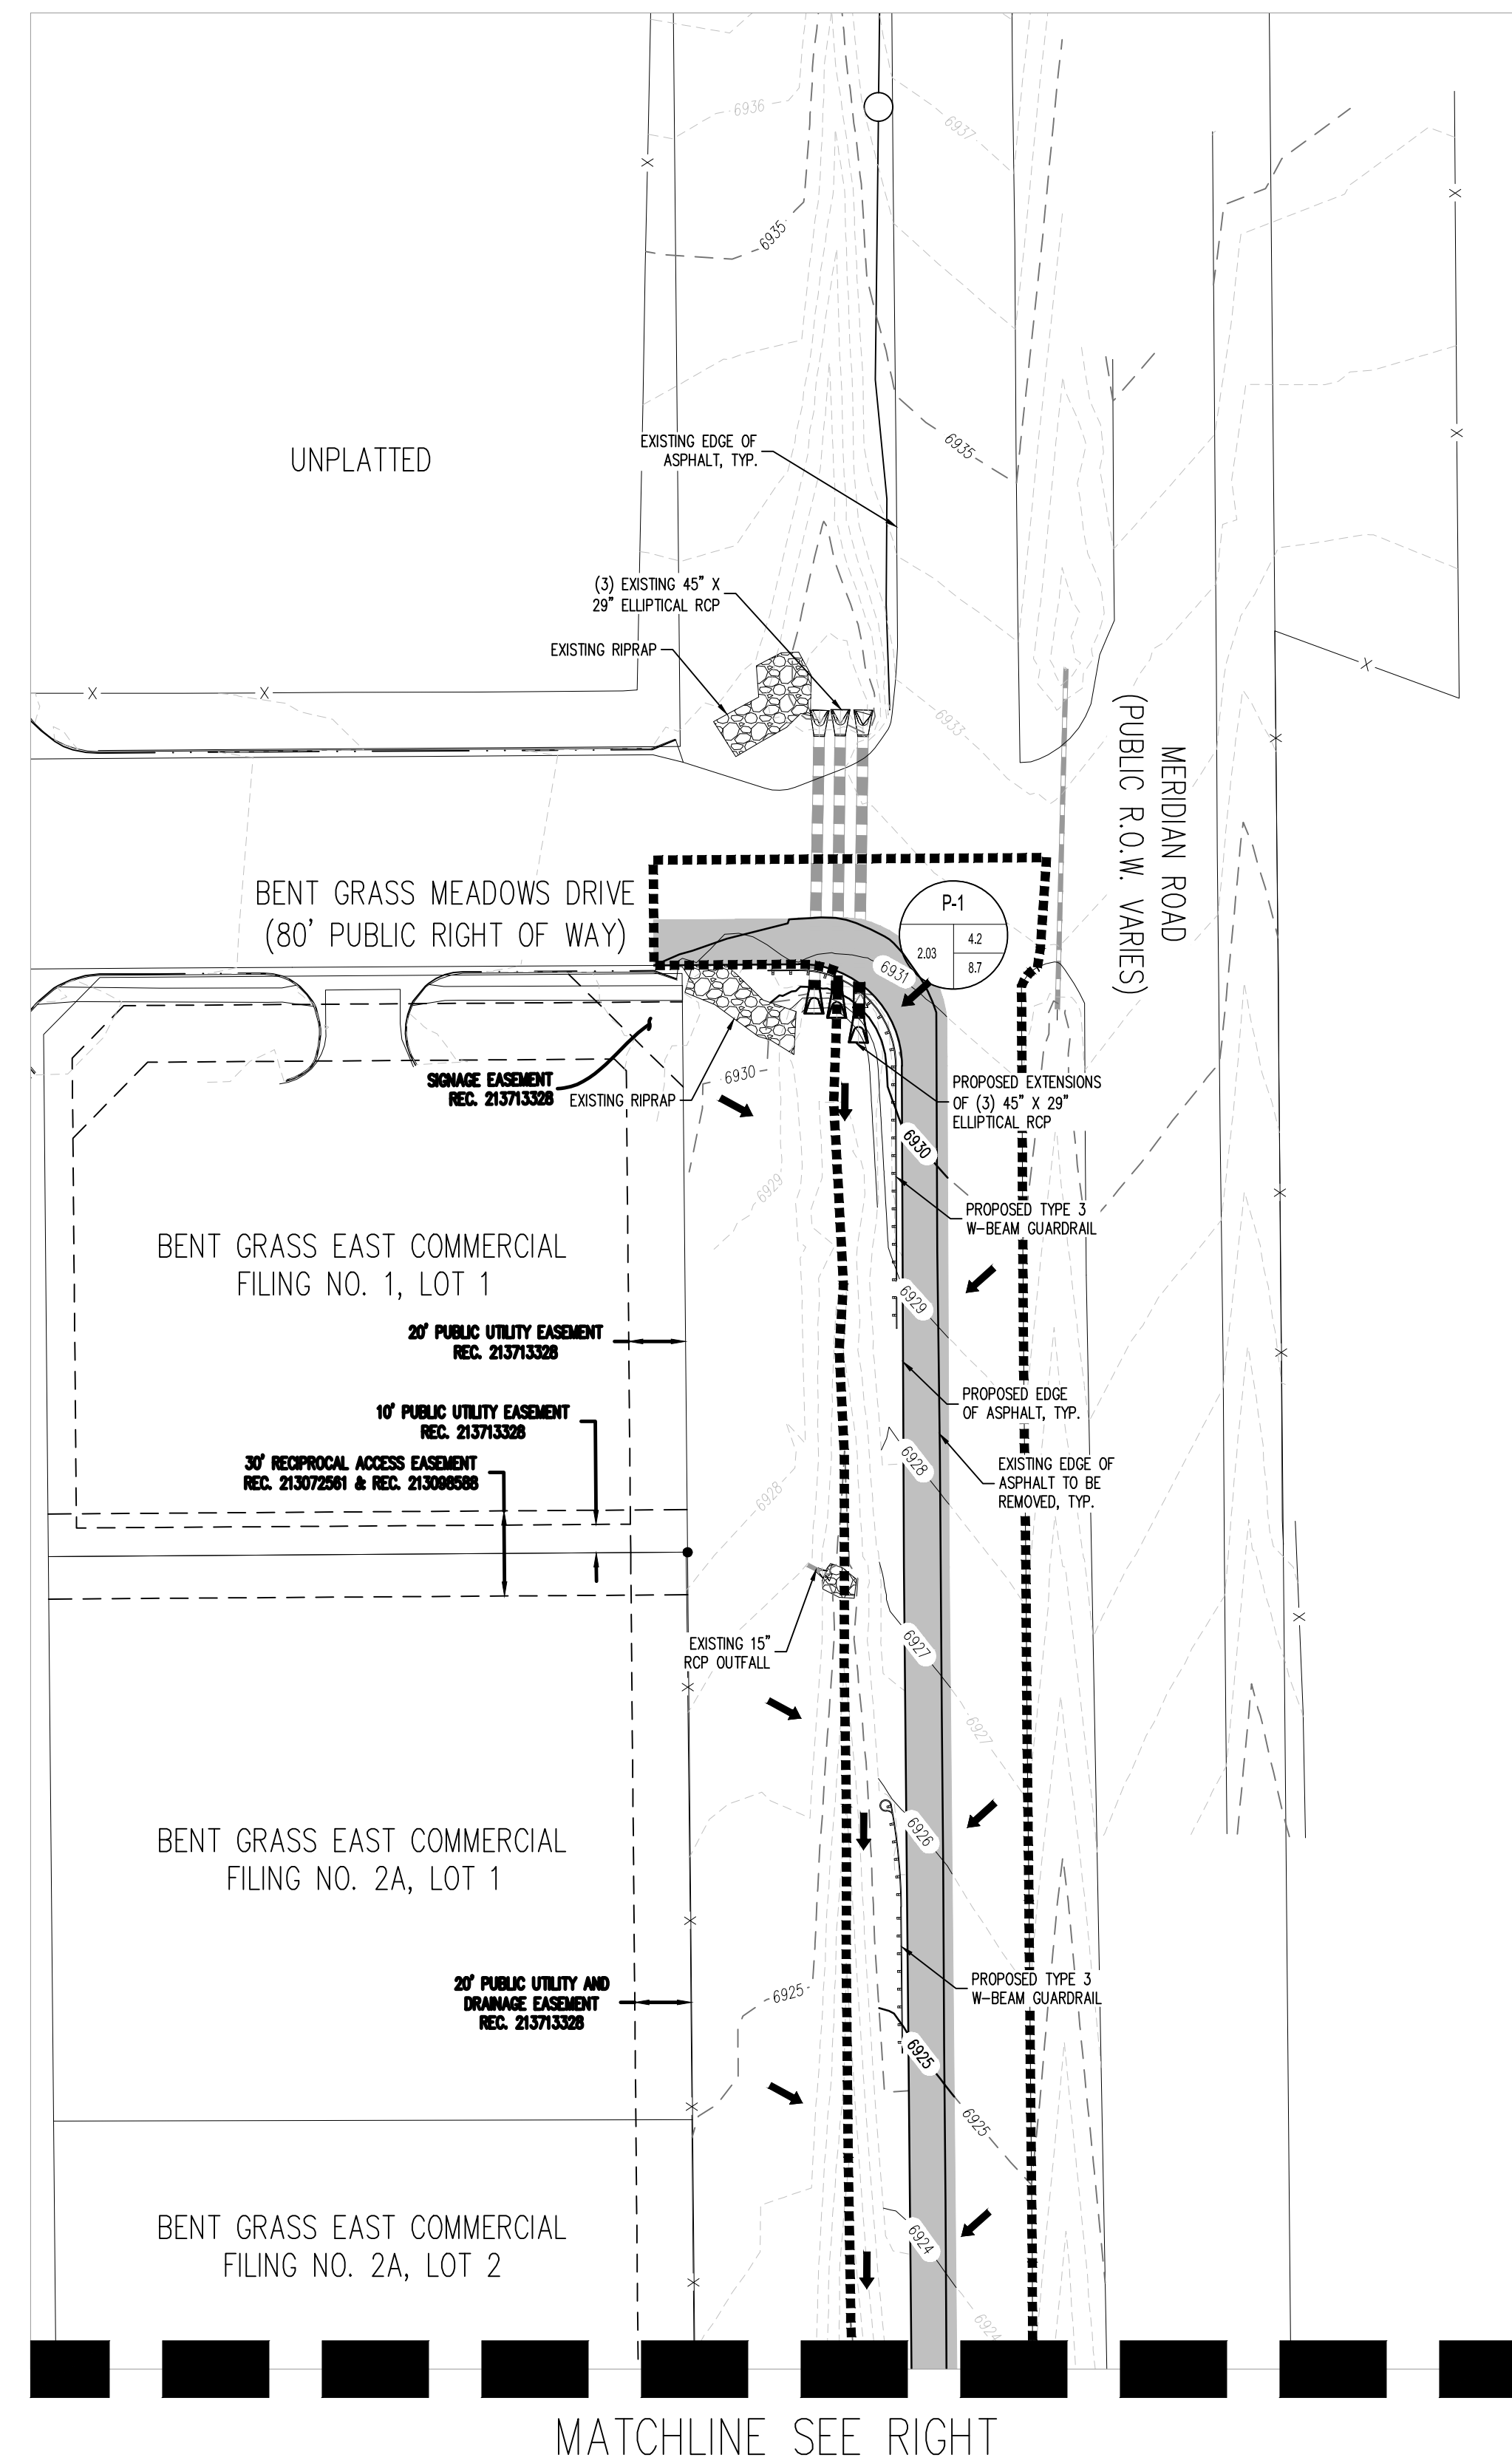 6936
6937
6935
EXISTING EDGE OF
ASPHALT, TYP.
6935
UNPLATTED
(3) EXISTING 45" X
29" ELLIPTICAL RCP
EXISTING RIPRAP
6933
MERIDIAN ROAD
(PUBLIC R.O.W. VARIES)
BENT GRASS MEADOWS DRIVE
(80' PUBLIC RIGHT OF WAY)
P-1
2.03
4.2
8.7
6931
SIGNAGE EASEMENT
REC. 213713328
EXISTING RIPRAP
6930
PROPOSED EXTENSIONS
OF (3) 45" X 29"
ELLIPTICAL RCP
6930
6929
PROPOSED TYPE 3
W-BEAM GUARDRAIL
BENT GRASS EAST COMMERCIAL
FILING NO. 1, LOT 1
6929
20' PUBLIC UTILITY EASEMENT
REC. 213713328
PROPOSED EDGE
OF ASPHALT, TYP.
10' PUBLIC UTILITY EASEMENT
REC. 213713328
30' RECIPROCAL ACCESS EASEMENT
REC. 213072561 & REC. 213098588
6928
6928
EXISTING EDGE OF
ASPHALT TO BE
REMOVED, TYP.
EXISTING 15"
RCP OUTFALL
6927
6927
BENT GRASS EAST COMMERCIAL
FILING NO. 2A, LOT 1
6926
20' PUBLIC UTILITY AND
DRAINAGE EASEMENT
REC. 213713328
6925
PROPOSED TYPE 3
W-BEAM GUARDRAIL
6925
6925
BENT GRASS EAST COMMERCIAL
FILING NO. 2A, LOT 2
6924
6924
MATCHLINE SEE RIGHT